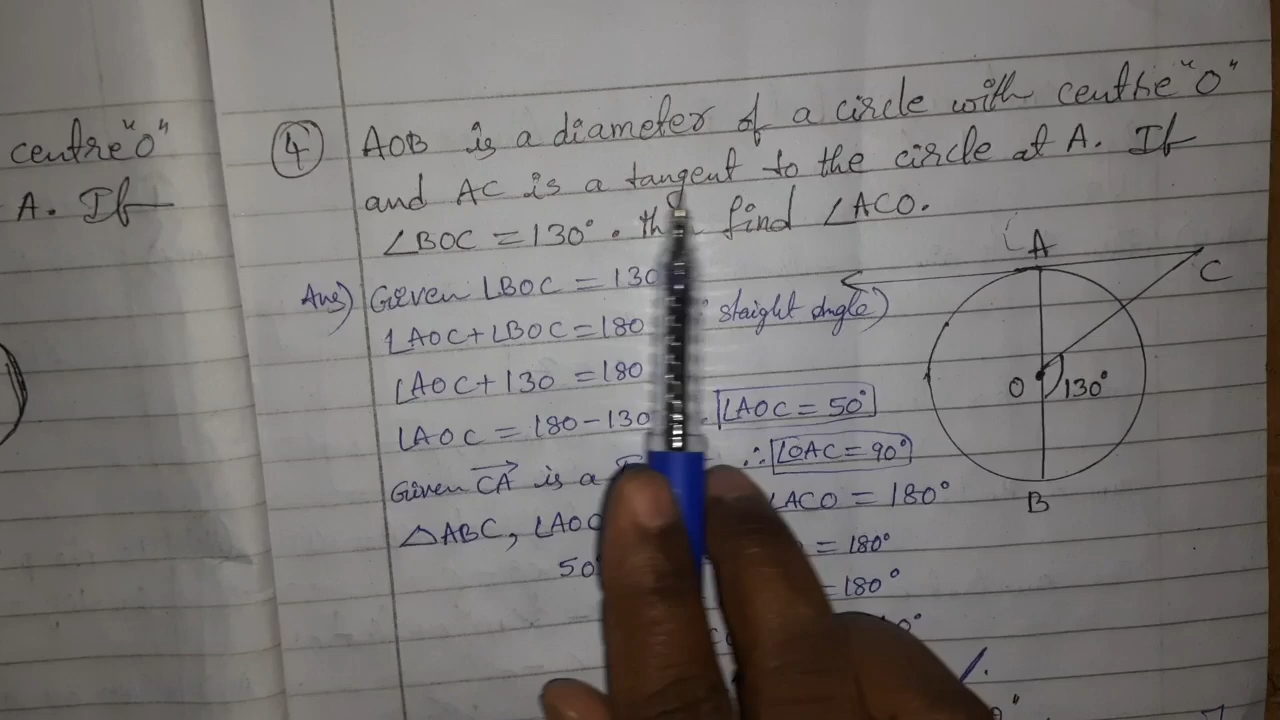 centre "O"
A. If
④ AOB is a diameter of a circle with centre "O"
and AC is a tangent to the circle at A. If
∠BOC = 130°. find ∠ACO.
Ans) Given ∠BOC = 130
∠AOC + ∠BOC = 180 staight angle)
∠AOC + 130 = 180
∠AOC = 180 - 130 ∠AOC = 50°
Given CA is a ∴ ∠OAC = 90°
△ABC, ∠AOC ∠ACO = 180°
50 = 180°
= 180°
A
C
O 130°
B